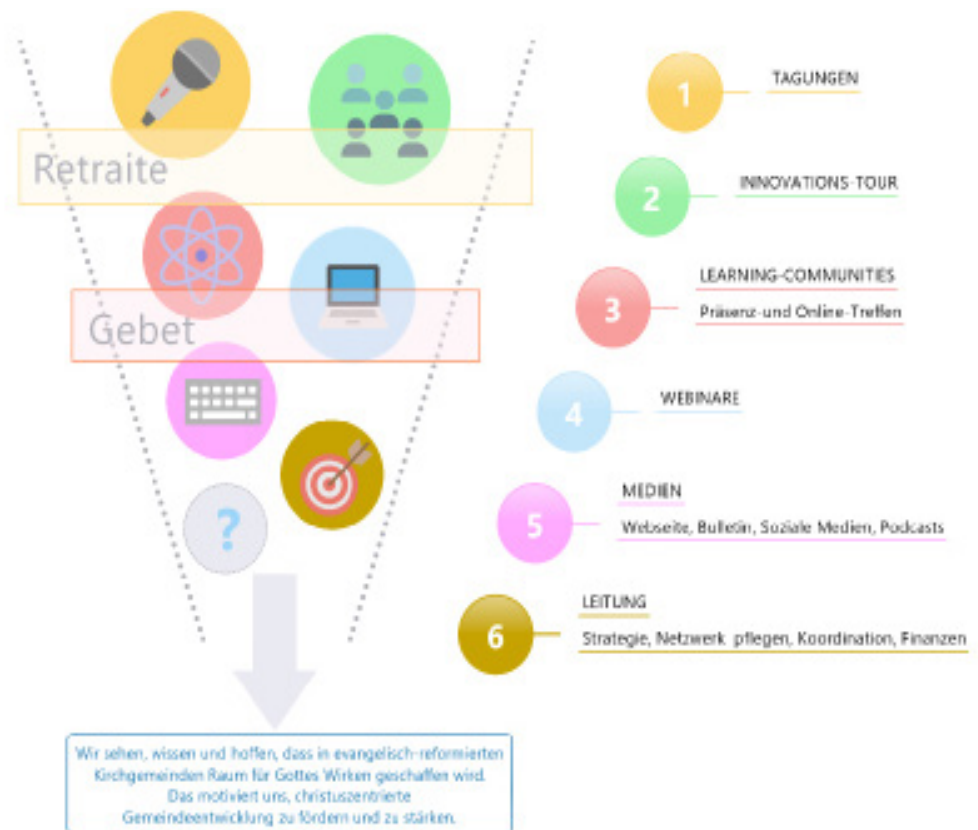 Retraite
Gebet
?
1
TAGUNGEN
2
INNOVATIONS-TOUR
3
LEARNING-COMMUNITIES
Präsenz-und Online-Treffen
4
WEBINARE
5
MEDIEN
Webseite, Bulletin, Soziale Medien, Podcasts
6
LEITUNG
Strategie, Netzwerk pflegen, Koordination, Finanzen
Wir sehen, wissen und hoffen, dass in evangelisch-reformierten
Kirchgemeinden Raum für Gottes Wirken geschaffen wird.
Das motiviert uns, christuszentrierte
Gemeindeentwicklung zu fördern und zu stärken.